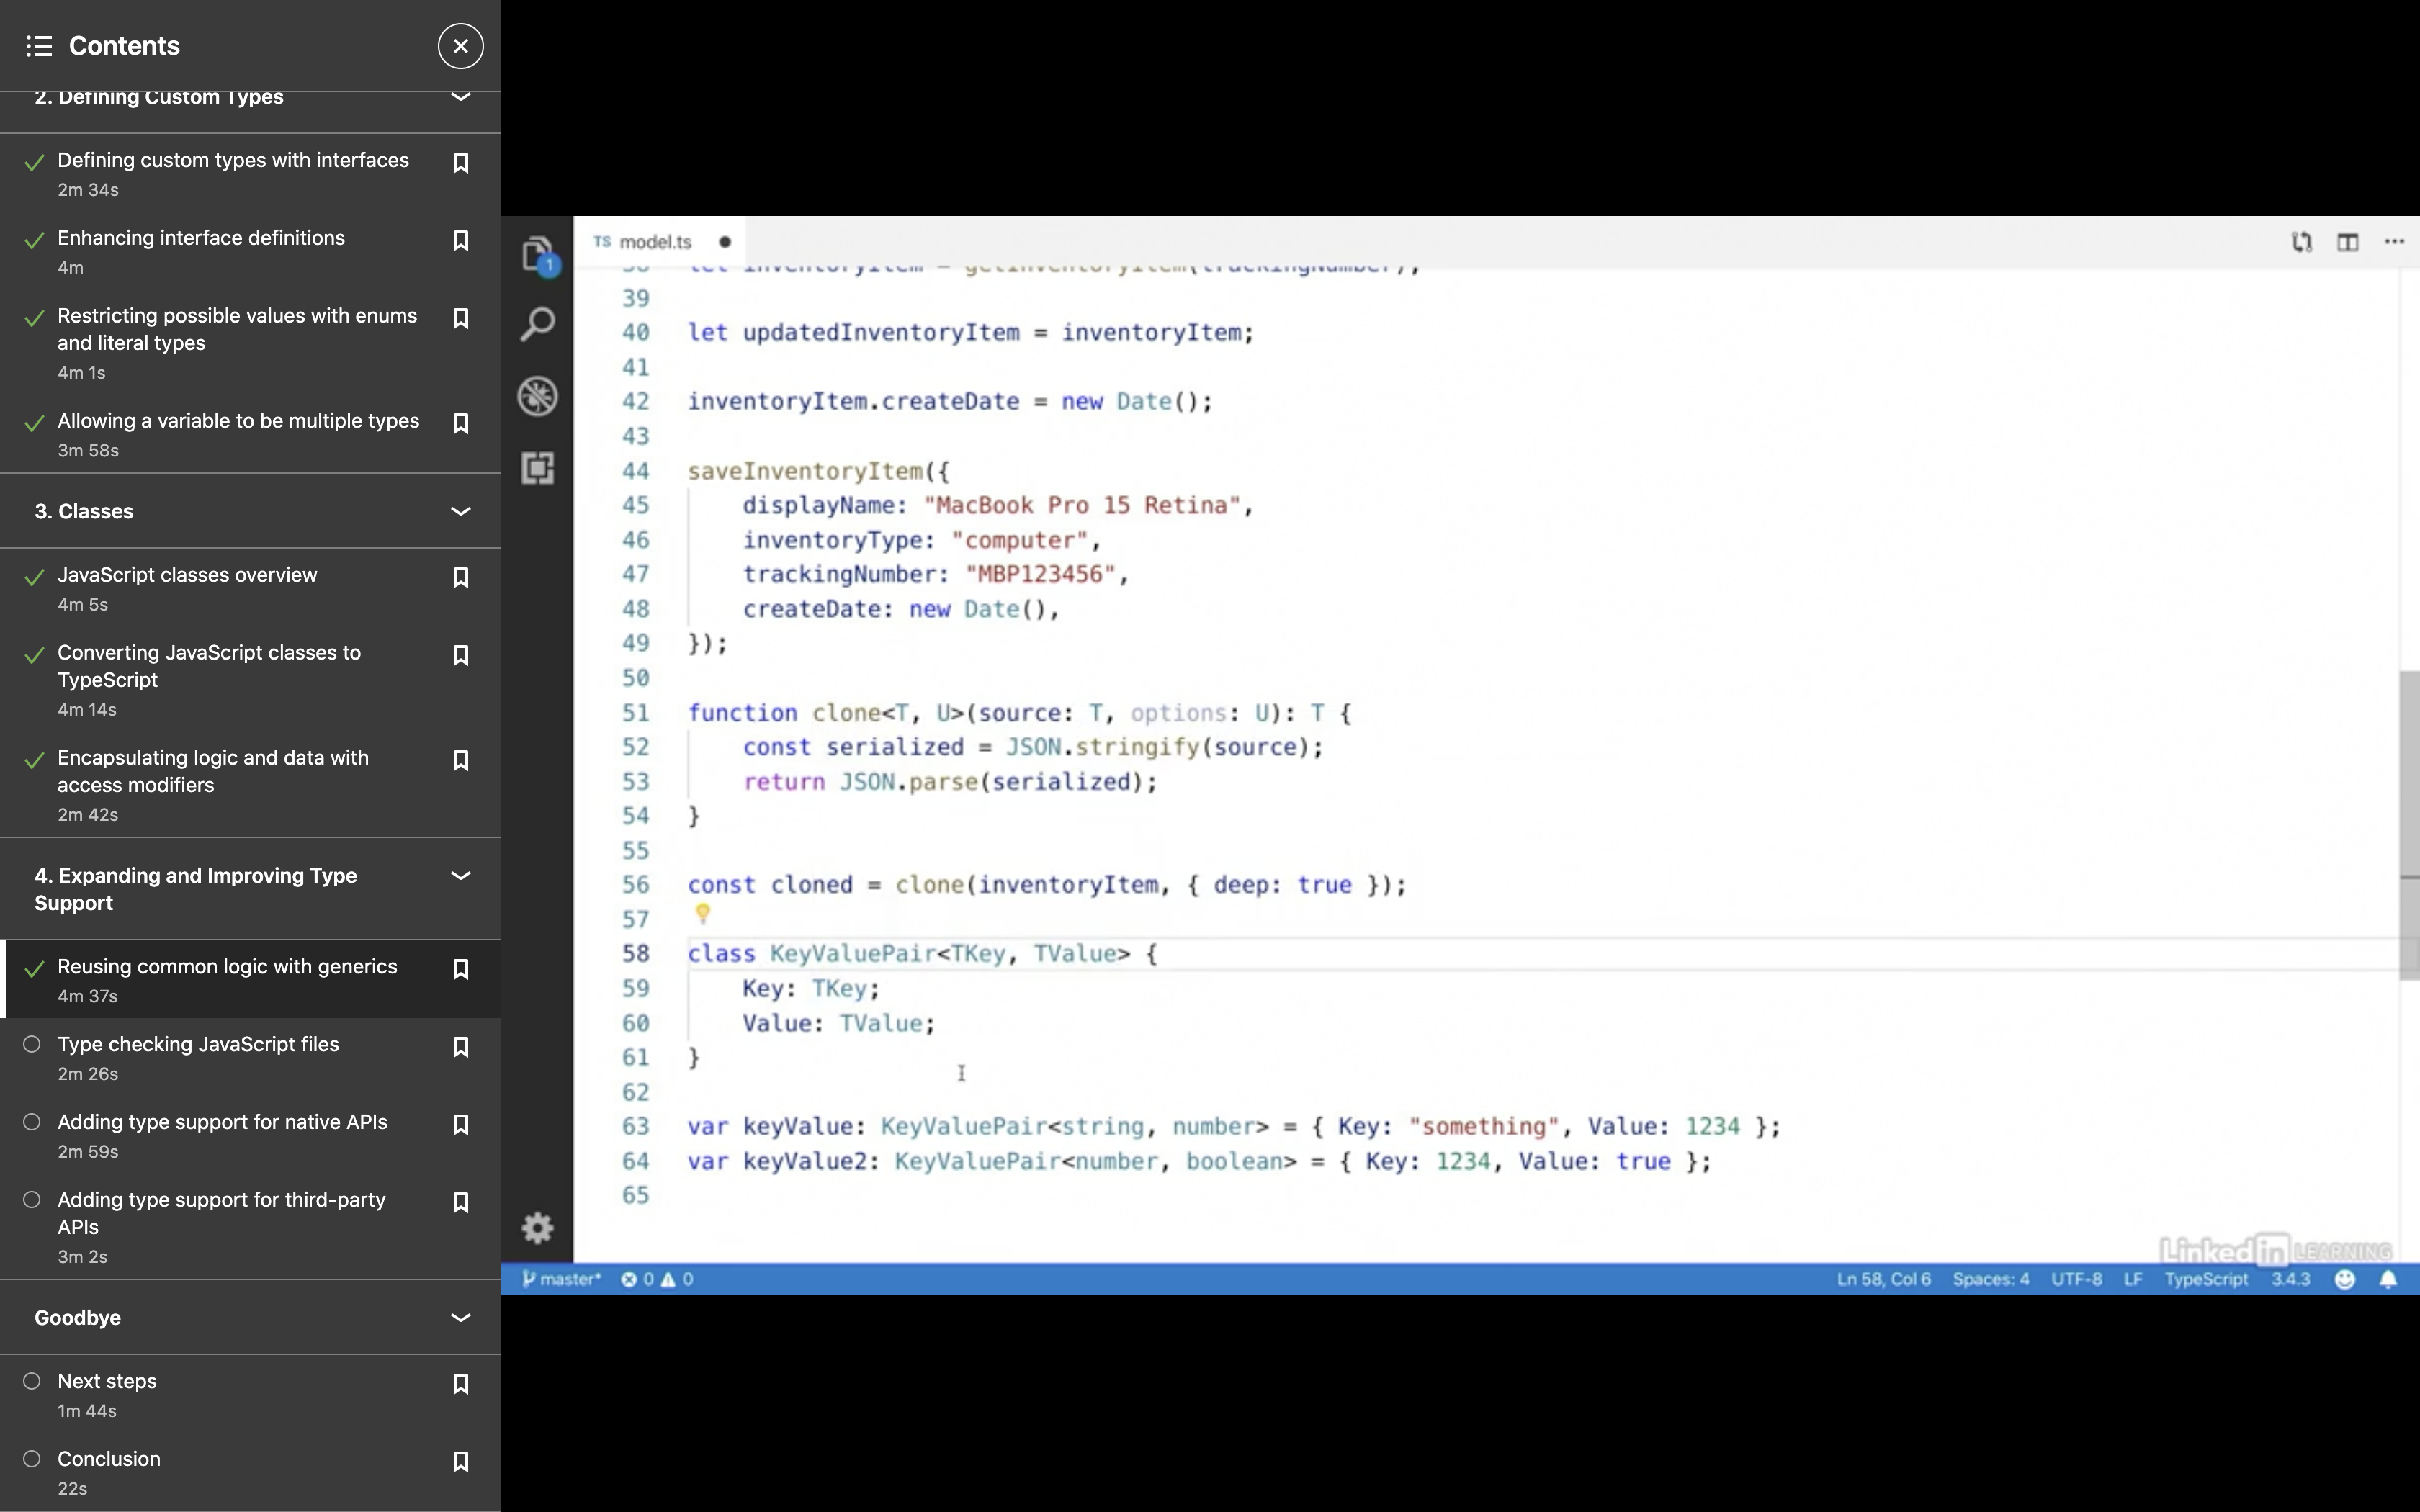 Contents
2. Defining Custom Types
Defining custom types with interfaces
2m 34s
Enhancing interface definitions
4m
Restricting possible values with enums
and literal types
4m 1s
Allowing a variable to be multiple types
3m 58s
3. Classes
JavaScript classes overview
4m 5s
Converting JavaScript classes to
TypeScript
4m 14s
Encapsulating logic and data with
access modifiers
2m 42s
4. Expanding and Improving Type
Support
Reusing common logic with generics
4m 37s
Type checking JavaScript files
2m 26s
Adding type support for native APIs
2m 59s
Adding type support for third-party
APIs
3m 2s
Goodbye
Next steps
1m 44s
Conclusion
22s
1
TS model.ts
38 let inventoryItem = getInventoryItem(trackingNumber);
39
40 let updatedInventoryItem = inventoryItem;
41
42 inventoryItem.createDate = new Date();
43
44 saveInventoryItem({
45     displayName: "MacBook Pro 15 Retina",
46     inventoryType: "computer",
47     trackingNumber: "MBP123456",
48     createDate: new Date(),
49 });
50
51 function clone<T, U>(source: T, options: U): T {
52     const serialized = JSON.stringify(source);
53     return JSON.parse(serialized);
54 }
55
56 const cloned = clone(inventoryItem, { deep: true });
57
58 class KeyValuePair<TKey, TValue> {
59     Key: TKey;
60     Value: TValue;
61 }
62
63 var keyValue: KeyValuePair<string, number> = { Key: "something", Value: 1234 };
64 var keyValue2: KeyValuePair<number, boolean> = { Key: 1234, Value: true };
65
Linked in LEARNING
master* 0 0 Ln 58, Col 6 Spaces: 4 UTF-8 LF TypeScript 3.4.3